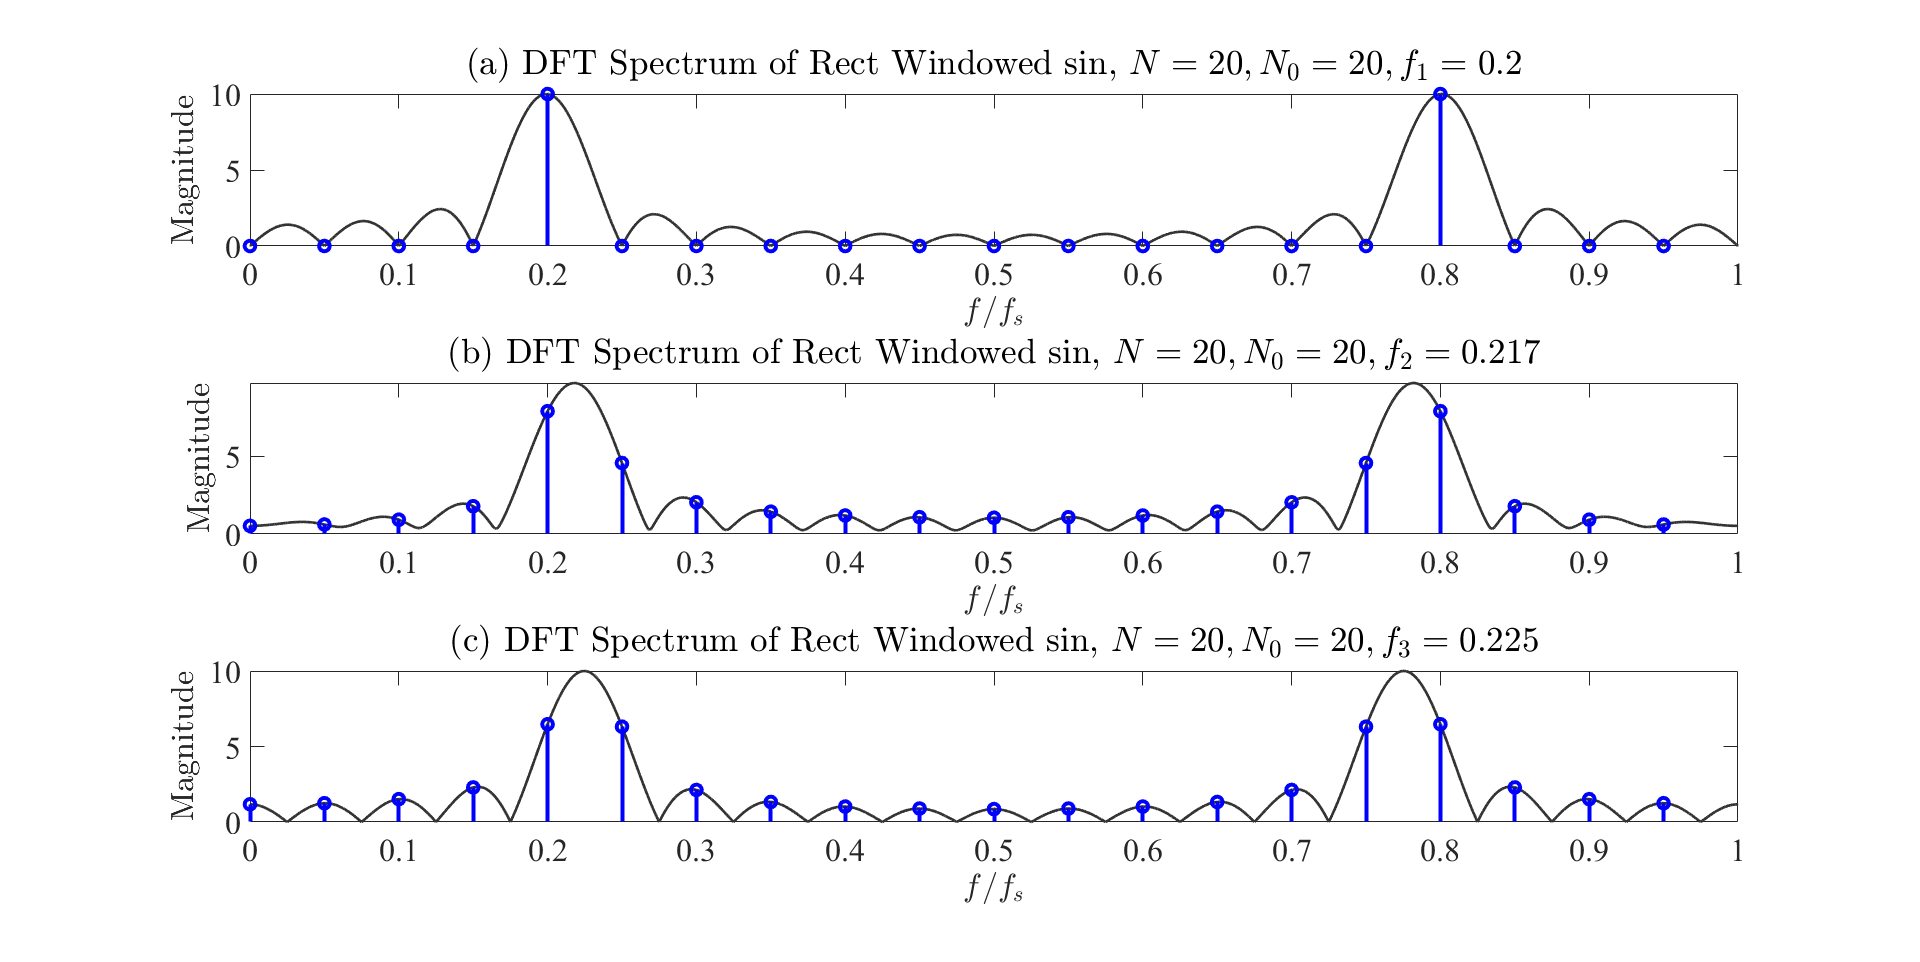 (a) DFT Spectrum of Rect Windowed sin, N = 20, N₀ = 20, f₁ = 0.2
Magnitude
10
5
0
0 0.1 0.2 0.3 0.4 0.5 0.6 0.7 0.8 0.9 1
f/fₛ
(b) DFT Spectrum of Rect Windowed sin, N = 20, N₀ = 20, f₂ = 0.217
Magnitude
5
0
0 0.1 0.2 0.3 0.4 0.5 0.6 0.7 0.8 0.9 1
f/fₛ
(c) DFT Spectrum of Rect Windowed sin, N = 20, N₀ = 20, f₃ = 0.225
Magnitude
10
5
0
0 0.1 0.2 0.3 0.4 0.5 0.6 0.7 0.8 0.9 1
f/fₛ